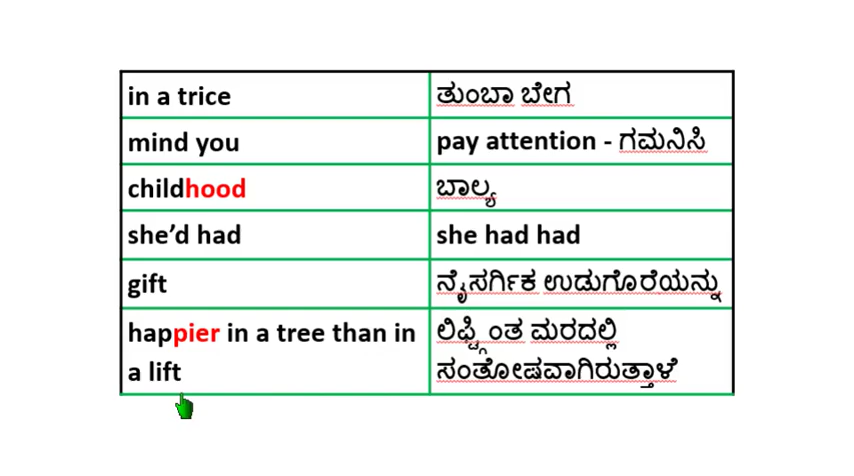 in a trice ತುಂಬಾ ಬೇಗ
mind you pay attention - ಗಮನಿಸಿ
childhood ಬಾಲ್ಯ
she’d had she had had
gift ನೈಸರ್ಗಿಕ ಉಡುಗೊರೆಯನ್ನು
happier in a tree than in ಲಿಫ್ಟ್ಗಿಂತ ಮರದಲ್ಲಿ
a lift ಸಂತೋಷವಾಗಿರುತ್ತಾಳೆ